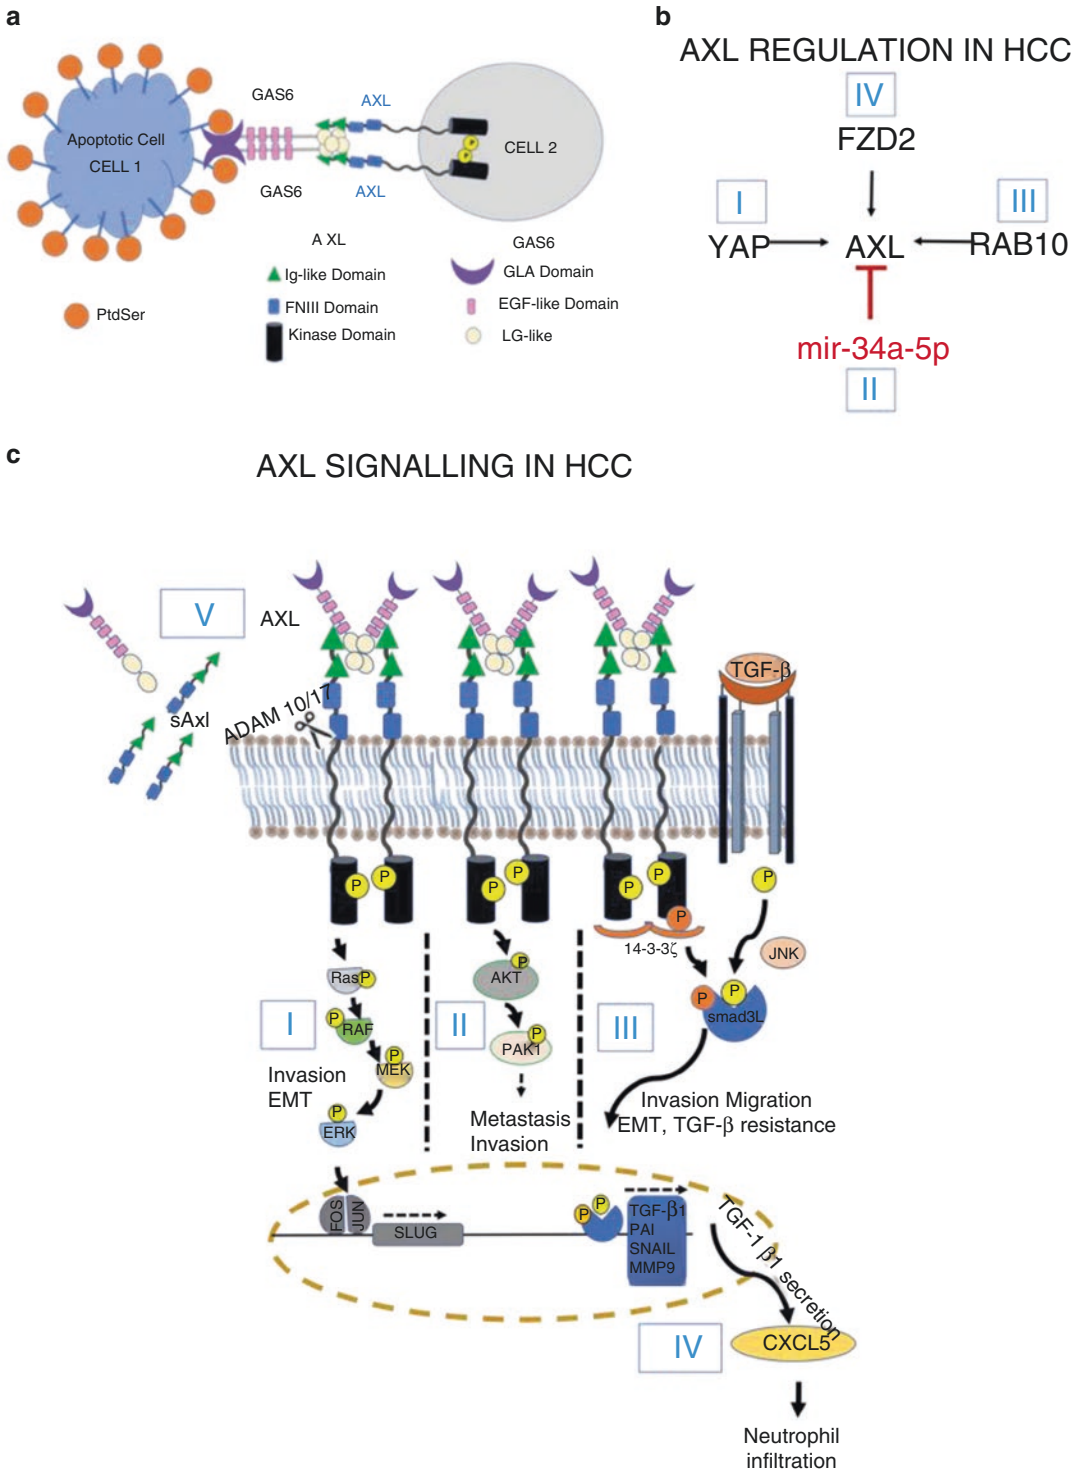 a
Apoptotic Cell
CELL 1
GAS6
AXL
P
P
CELL 2
GAS6
AXL
PtdSer
A XL
Ig-like Domain
FNIII Domain
Kinase Domain
GAS6
GLA Domain
EGF-like Domain
LG-like
b
AXL REGULATION IN HCC
IV
FZD2
I
III
YAP
AXL
RAB10
mir-34a-5p
II
c
AXL SIGNALLING IN HCC
V
AXL
sAxl
ADAM 10/17
TGF-β
P
P
P
P
P
P
P
P
14-3-3ζ
JNK
Ras
P
I
P
RAF
P
MEK
Invasion
EMT
P
ERK
II
P
AKT
P
PAK1
Metastasis
Invasion
III
P
P
smad3L
Invasion Migration
EMT, TGF-β resistance
FOS
JUN
SLUG
P
P
TGF-β1
PAI
SNAIL
MMP9
TGF-1 β1 secretion
IV
CXCL5
Neutrophil
infiltration